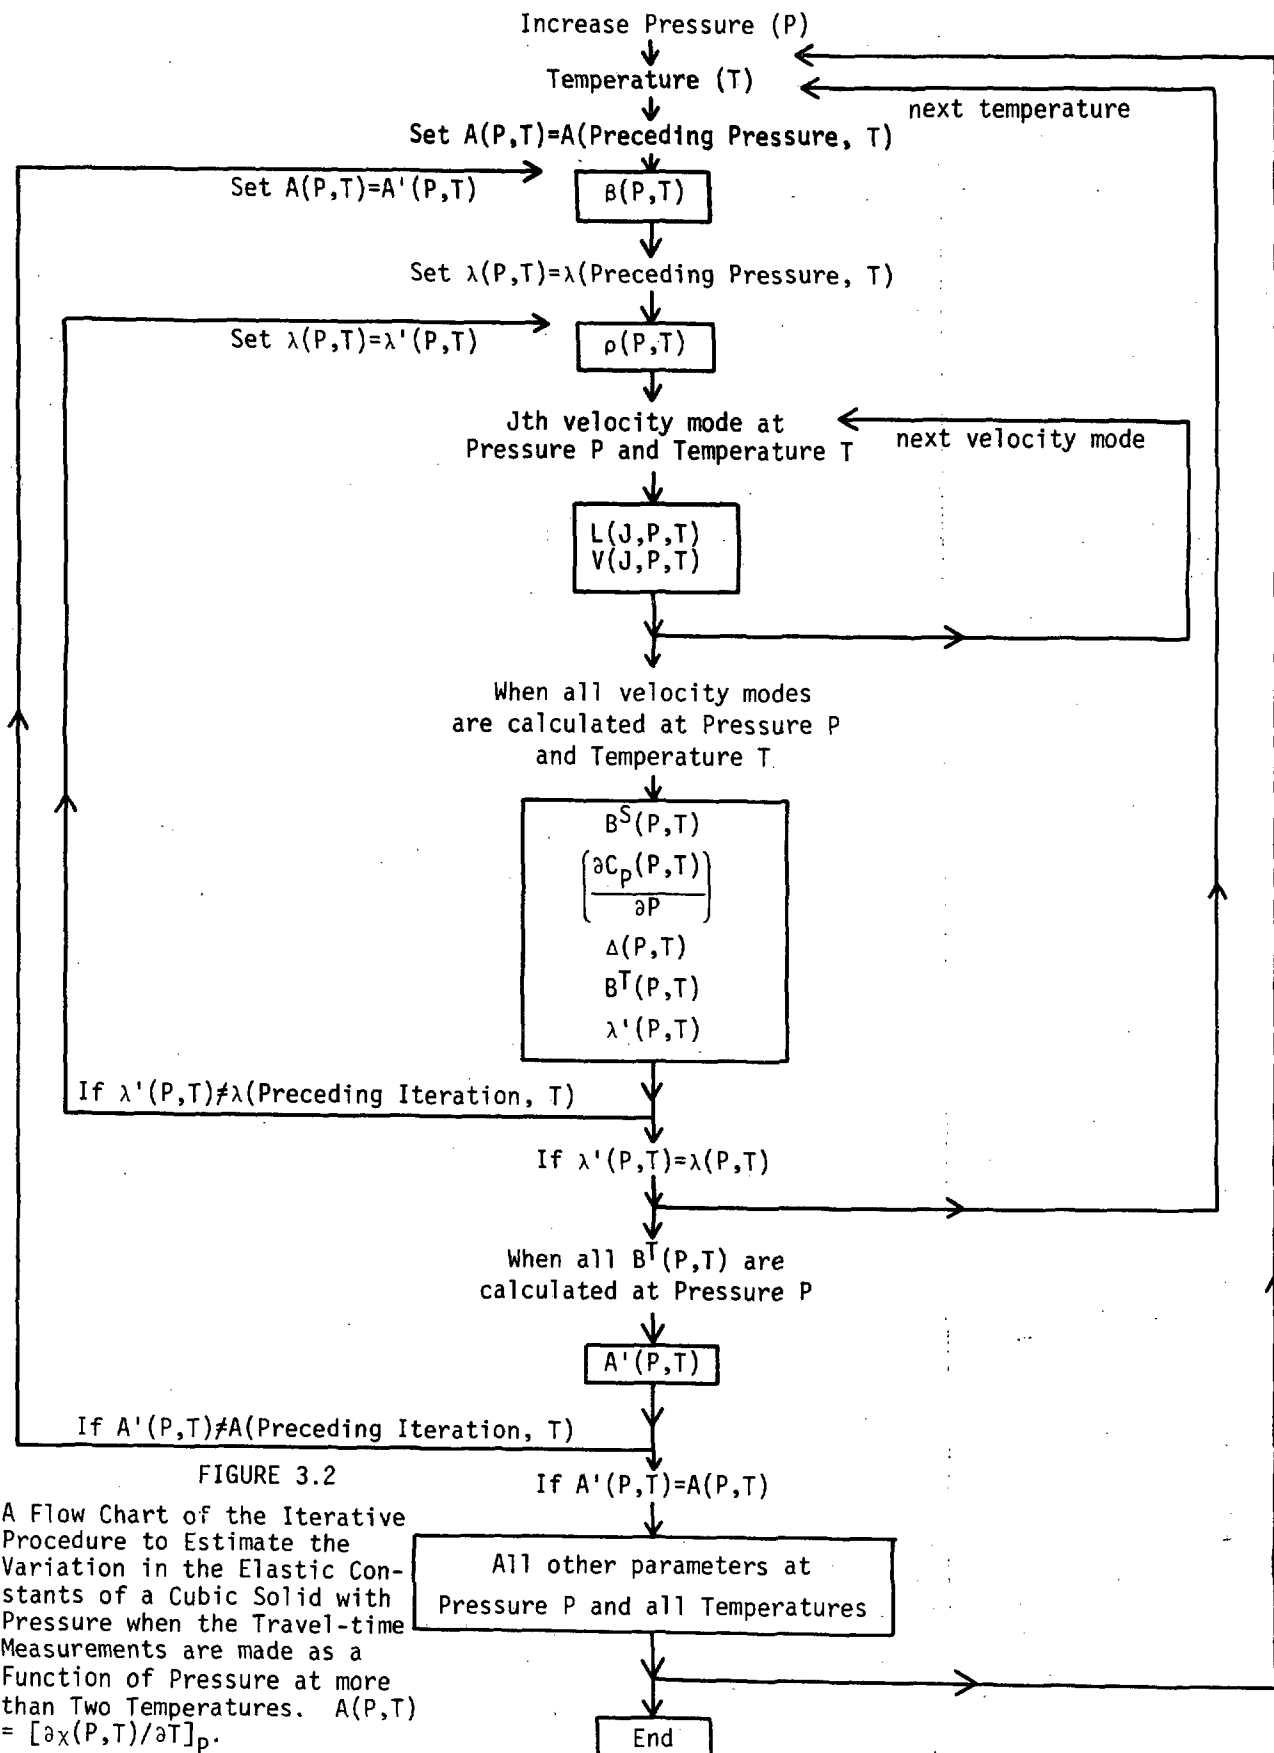 Increase Pressure (P)
Temperature (T)
next temperature
Set A(P,T)=A(Preceding Pressure, T)
Set A(P,T)=A'(P,T)
β(P,T)
Set λ(P,T)=λ(Preceding Pressure, T)
Set λ(P,T)=λ'(P,T)
ρ(P,T)
Jth velocity mode at
Pressure P and Temperature T
next velocity mode
L(J,P,T)
V(J,P,T)
When all velocity modes
are calculated at Pressure P
and Temperature T
B^S(P,T)
(∂C_p(P,T)
∂P)
Δ(P,T)
B^T(P,T)
λ'(P,T)
If λ'(P,T)≠λ(Preceding Iteration, T)
If λ'(P,T)=λ(P,T)
When all B^T(P,T) are
calculated at Pressure P
A'(P,T)
If A'(P,T)≠A(Preceding Iteration, T)
If A'(P,T)=A(P,T)
All other parameters at
Pressure P and all Temperatures
End
FIGURE 3.2
A Flow Chart of the Iterative
Procedure to Estimate the
Variation in the Elastic Con-
stants of a Cubic Solid with
Pressure when the Travel-time
Measurements are made as a
Function of Pressure at more
than Two Temperatures. A(P,T)
= [∂χ(P,T)/∂T]_p.